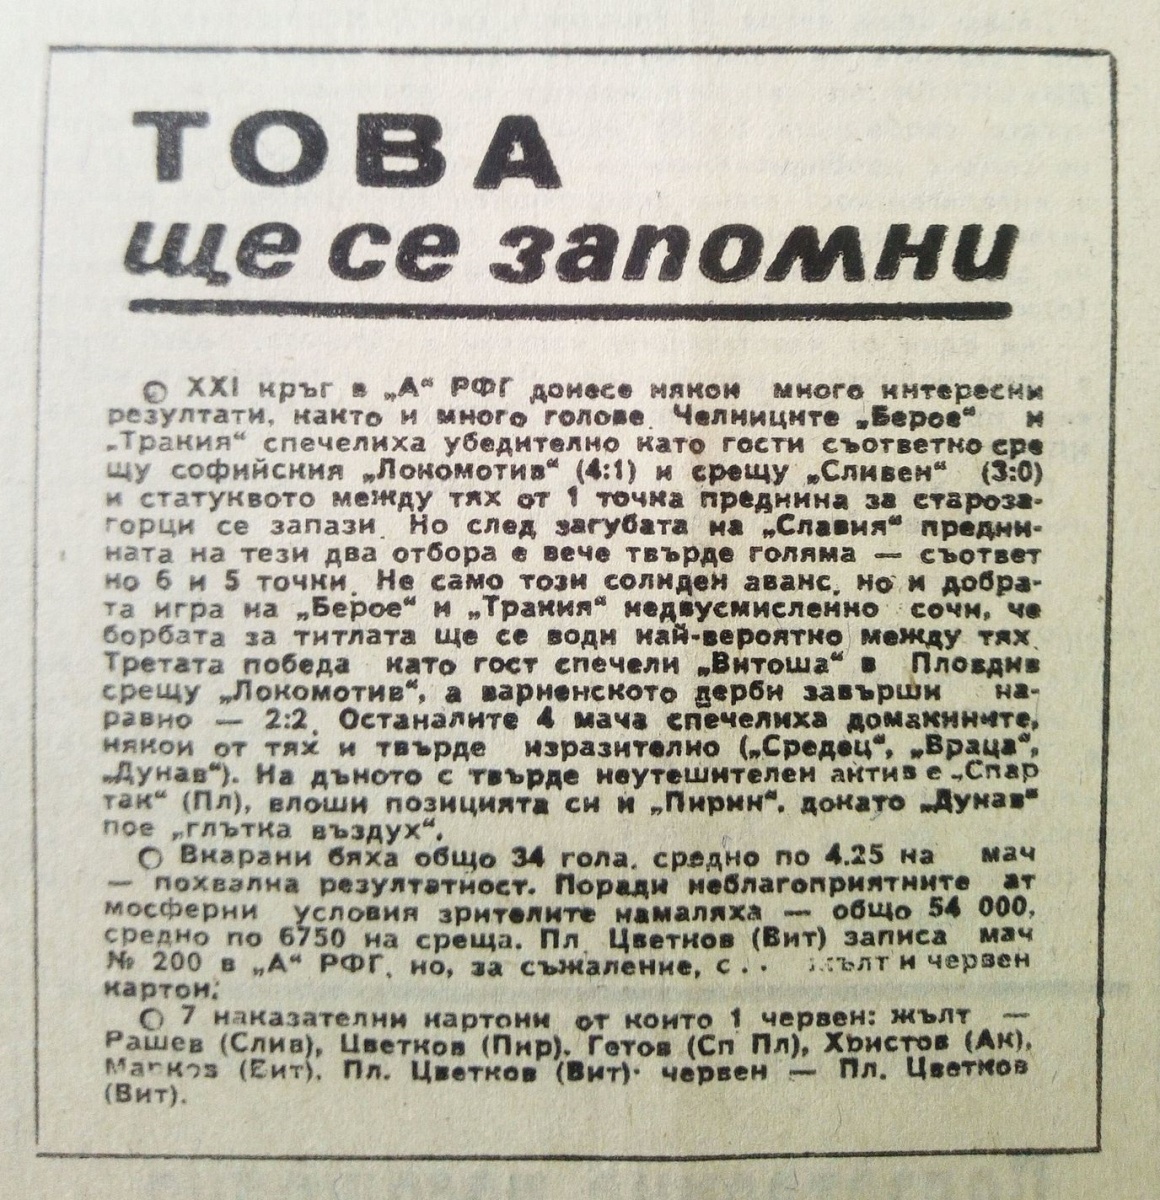 ТОВА
ще се запомни
XXI кръг в „А“ РФГ донесе някои много интересни
резултати, както и много голове. Челниците „Берое“ и
„Тракия“ спечелиха убедително като гости съответно сре
щу софийския „Локомотив“ (4:1) и срещу „Сливен“ (3:0)
и статуквото между тях от 1 точка преднина за староза-
горци се запази. Но след загубата на „Славия“ предни-
ната на тези два отбора е вече твърде голяма — съответ
но 6 и 5 точки. Не само този солиден аванс, но и добра-
та игра на „Берое“ и „Тракия“ недвусмислено сочи, че
борбата за титлата ще се води най-вероятно между тях.
Третата победа като гост спечели „Витоша“ в Пловдив
срещу „Локомотив“, а варненското дерби завърши на-
равно — 2:2. Останалите 4 мача спечелиха домакините,
някои от тях и твърде изразително („Средец“, „Враца“,
„Дунав“). На дъното с твърде неутешителен актив е „Спар
так“ (Пл), влоши позицията си и „Пирин“, докато „Дунав“
пое „глътка въздух“.
Вкарани бяха общо 34 гола, средно по 4.25 на мач
— похвална резултатност. Поради неблагоприятните ат
мосферни условия зрителите намаляха — общо 54 000,
средно по 6750 на среща. Пл. Цветков (Вит) записа мач
№ 200 в „А“ РФГ, но, за съжаление, с . . жълт и червен
картон.
7 наказателни картони от които 1 червен: жълт —
Рашев (Слив), Цветков (Пир), Гетов (Сп Пл), Христов (Ак),
Марков (Вит), Пл. Цветков (Вит); червен — Пл. Цветков
(Вит).